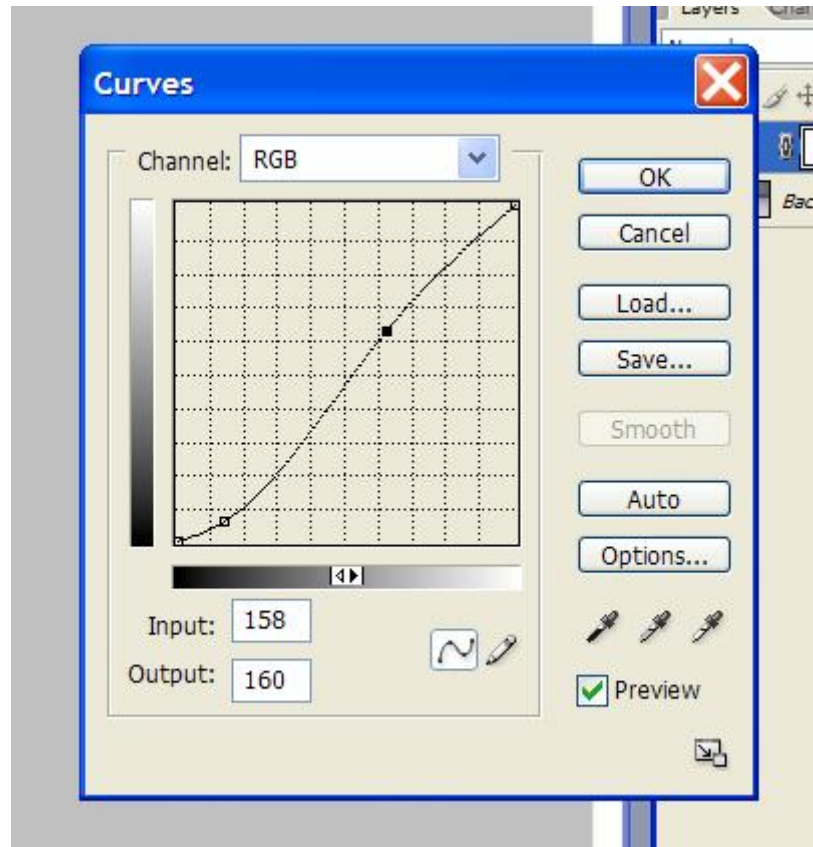 Layers
Curves
Channel: RGB
OK
Cancel
Load...
Save...
Smooth
Auto
Options...
Input: 158
Output: 160
Preview